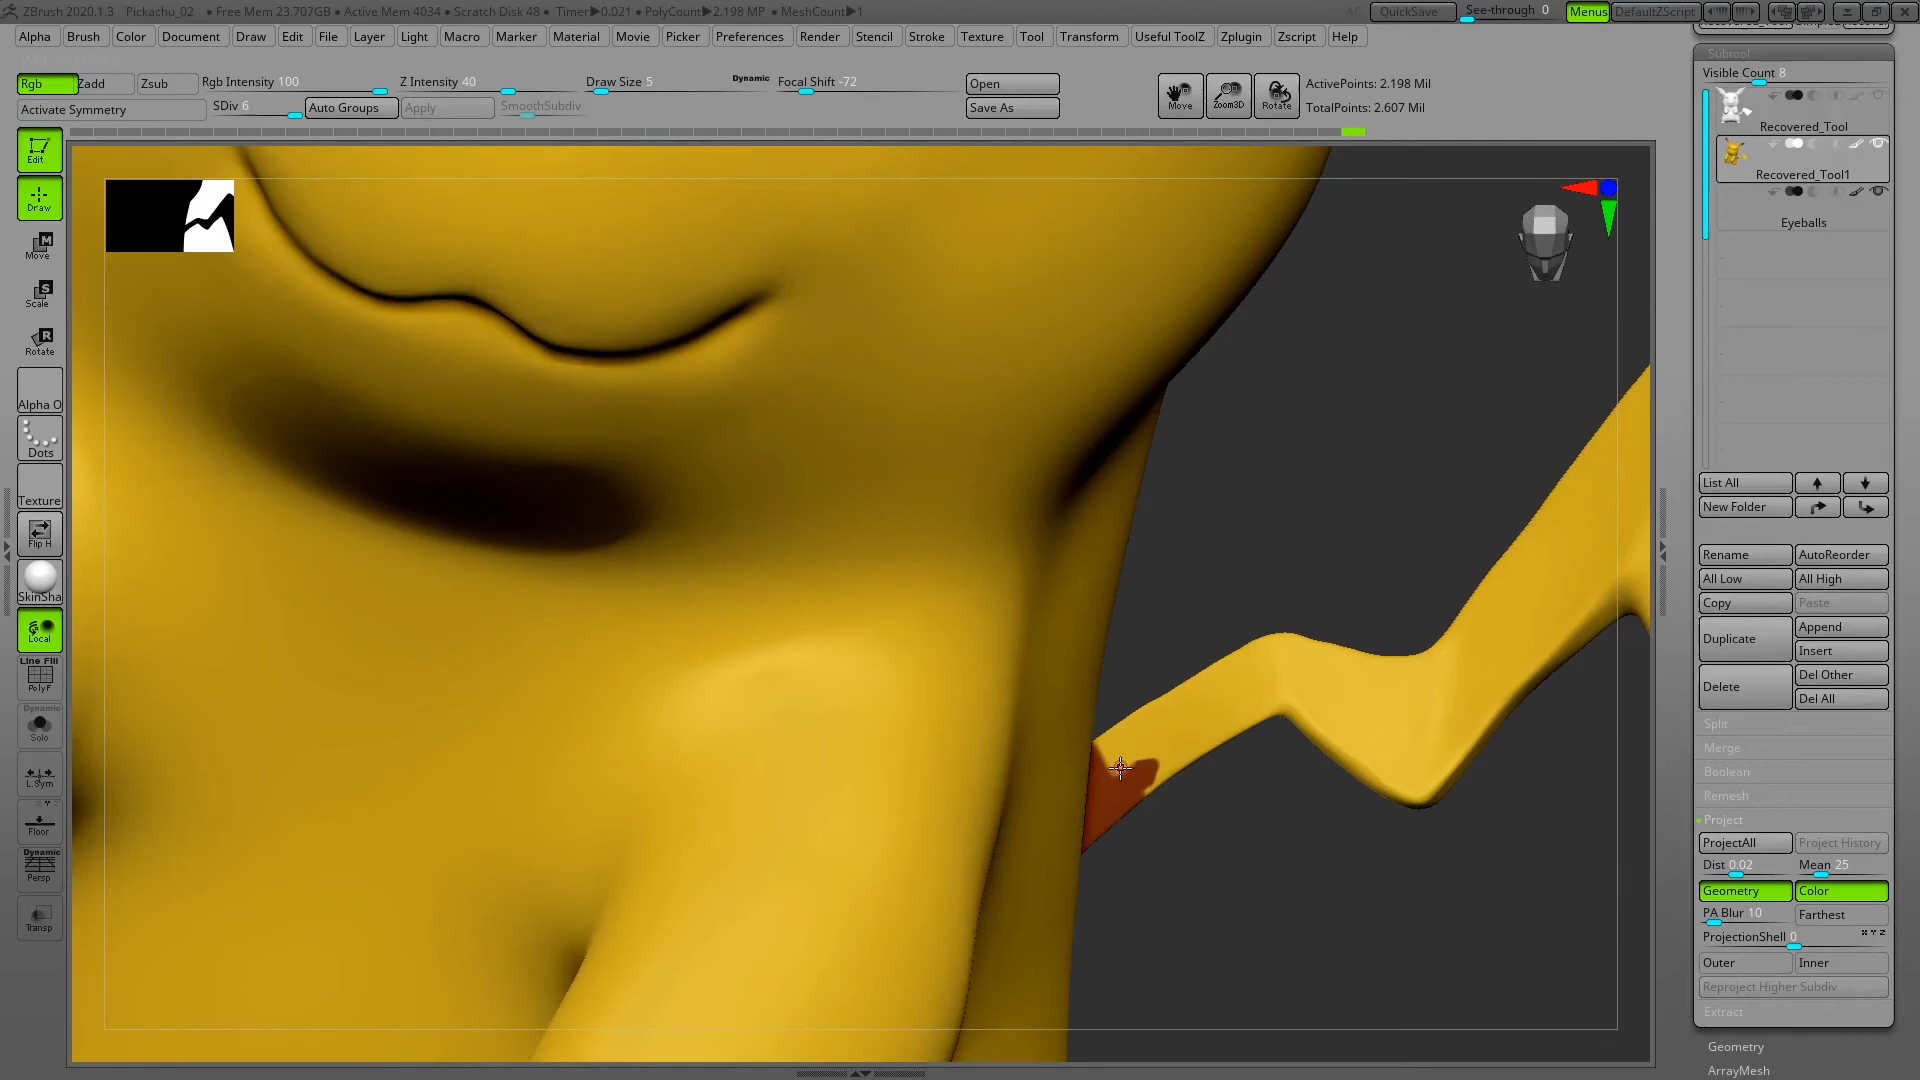 ZBrush 2020.1.3 Pickachu_02 • Free Mem 23.707GB • Active Mem 4034 • Scratch Disk 48 • Timer▶0.021 • PolyCount▶2.198 MP • MeshCount▶1 AC QuickSave See-through 0 Menus DefaultZScript
Alpha Brush Color Document Draw Edit File Layer Light Macro Marker Material Movie Picker Preferences Render Stencil Stroke Texture Tool Transform Useful ToolZ Zplugin Zscript Help
Rgb Zadd Zsub Rgb Intensity 100 Z Intensity 40 Draw Size 5 Dynamic Focal Shift -72 Open
Activate Symmetry SDiv 6 Auto Groups Apply SmoothSubdiv Save As
Move Zoom3D Rotate
ActivePoints: 2.198 Mil
TotalPoints: 2.607 Mil
Edit
Draw
Move
Scale
Rotate
Alpha O
Dots
Texture
Flip H
SkinSha
Local
Line Fill
PolyF
Dynamic
Solo
L.Sym
Floor
Dynamic
Persp
Transp
Subtool
Visible Count 8
Recovered_Tool
Recovered_Tool1
Eyeballs
List All
New Folder
Rename AutoReorder
All Low All High
Copy Paste
Duplicate Append
Insert
Delete Del Other
Del All
Split
Merge
Boolean
Remesh
Project
ProjectAll Project History
Dist 0.02 Mean 25
Geometry Color
PA Blur 10 Farthest
ProjectionShell 0 X Y Z
Outer Inner
Reproject Higher Subdiv
Extract
Geometry
ArrayMesh